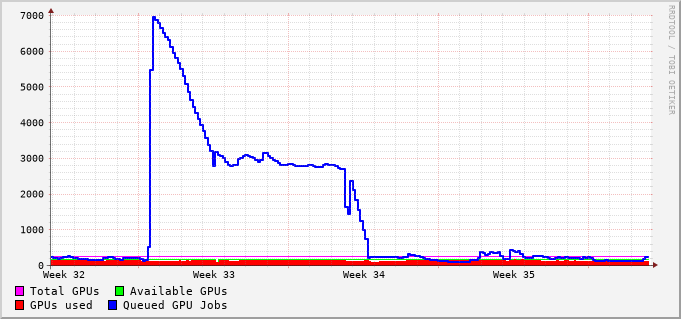 7000
6000
5000
4000
3000
2000
1000
0
Week 32 Week 33 Week 34 Week 35
Total GPUs Available GPUs
GPUs used Queued GPU Jobs
RRDTOOL / TOBI OETIKER